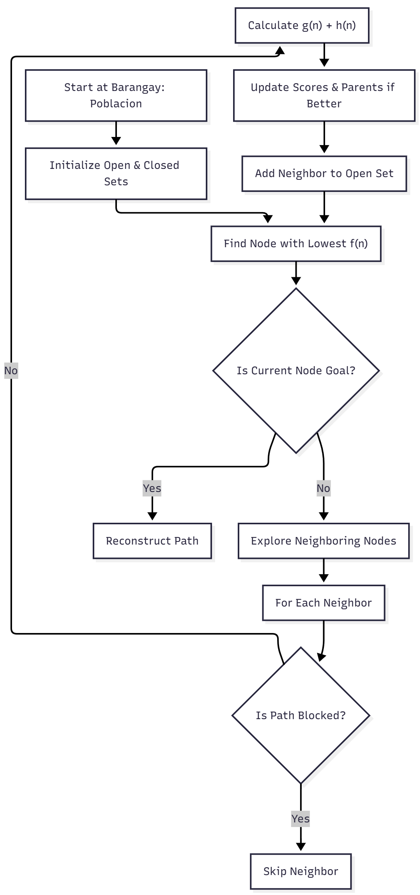 Calculate g(n) + h(n)
Start at Barangay:
Poblacion
Update Scores & Parents if
Better
Initialize Open & Closed
Sets
Add Neighbor to Open Set
Find Node with Lowest f(n)
No
Is Current Node Goal?
Yes
No
Reconstruct Path
Explore Neighboring Nodes
For Each Neighbor
Is Path Blocked?
Yes
Skip Neighbor